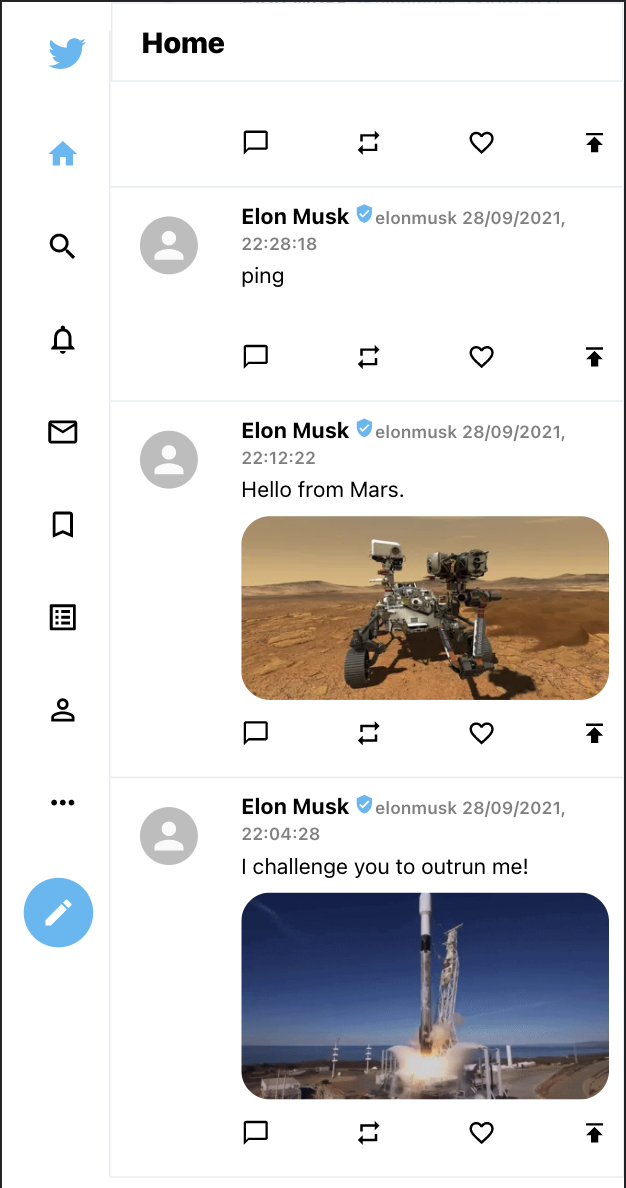 Home
Elon Musk elonmusk 28/09/2021,
22:28:18
ping
Elon Musk elonmusk 28/09/2021,
22:12:22
Hello from Mars.
Elon Musk elonmusk 28/09/2021,
22:04:28
I challenge you to outrun me!